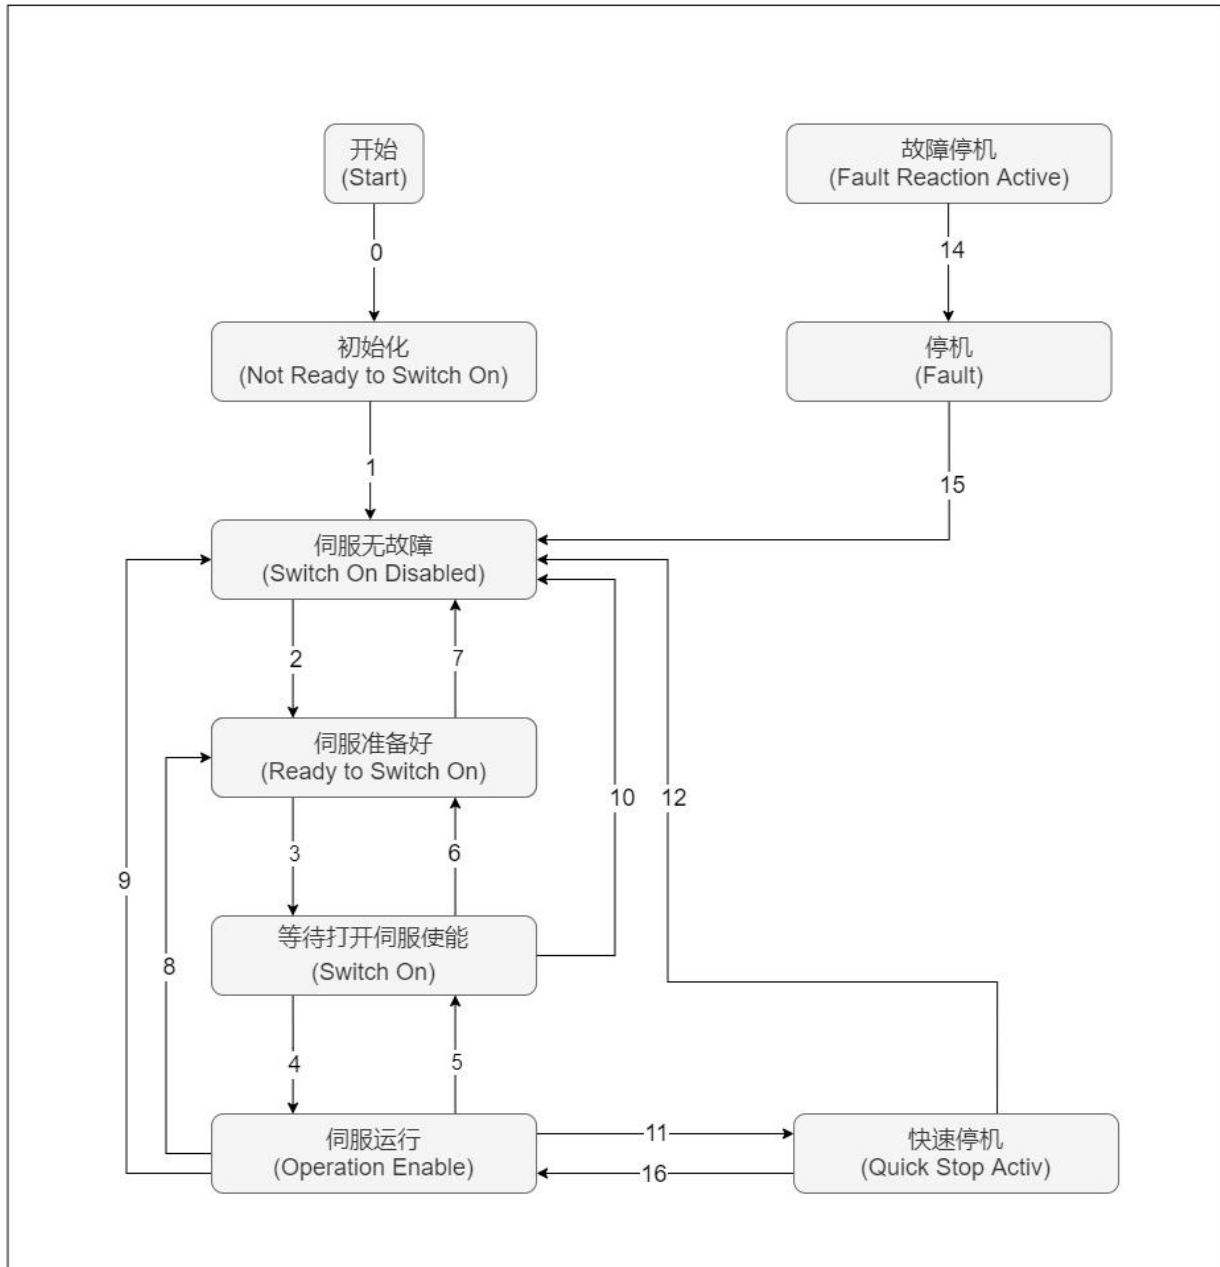 开始
(Start)
故障停机
(Fault Reaction Active)
0
14
初始化
(Not Ready to Switch On)
停机
(Fault)
1
15
伺服无故障
(Switch On Disabled)
2
7
伺服准备好
(Ready to Switch On)
10
12
3
6
9
等待打开伺服使能
(Switch On)
8
4
5
伺服运行
(Operation Enable)
11
16
快速停机
(Quick Stop Activ)